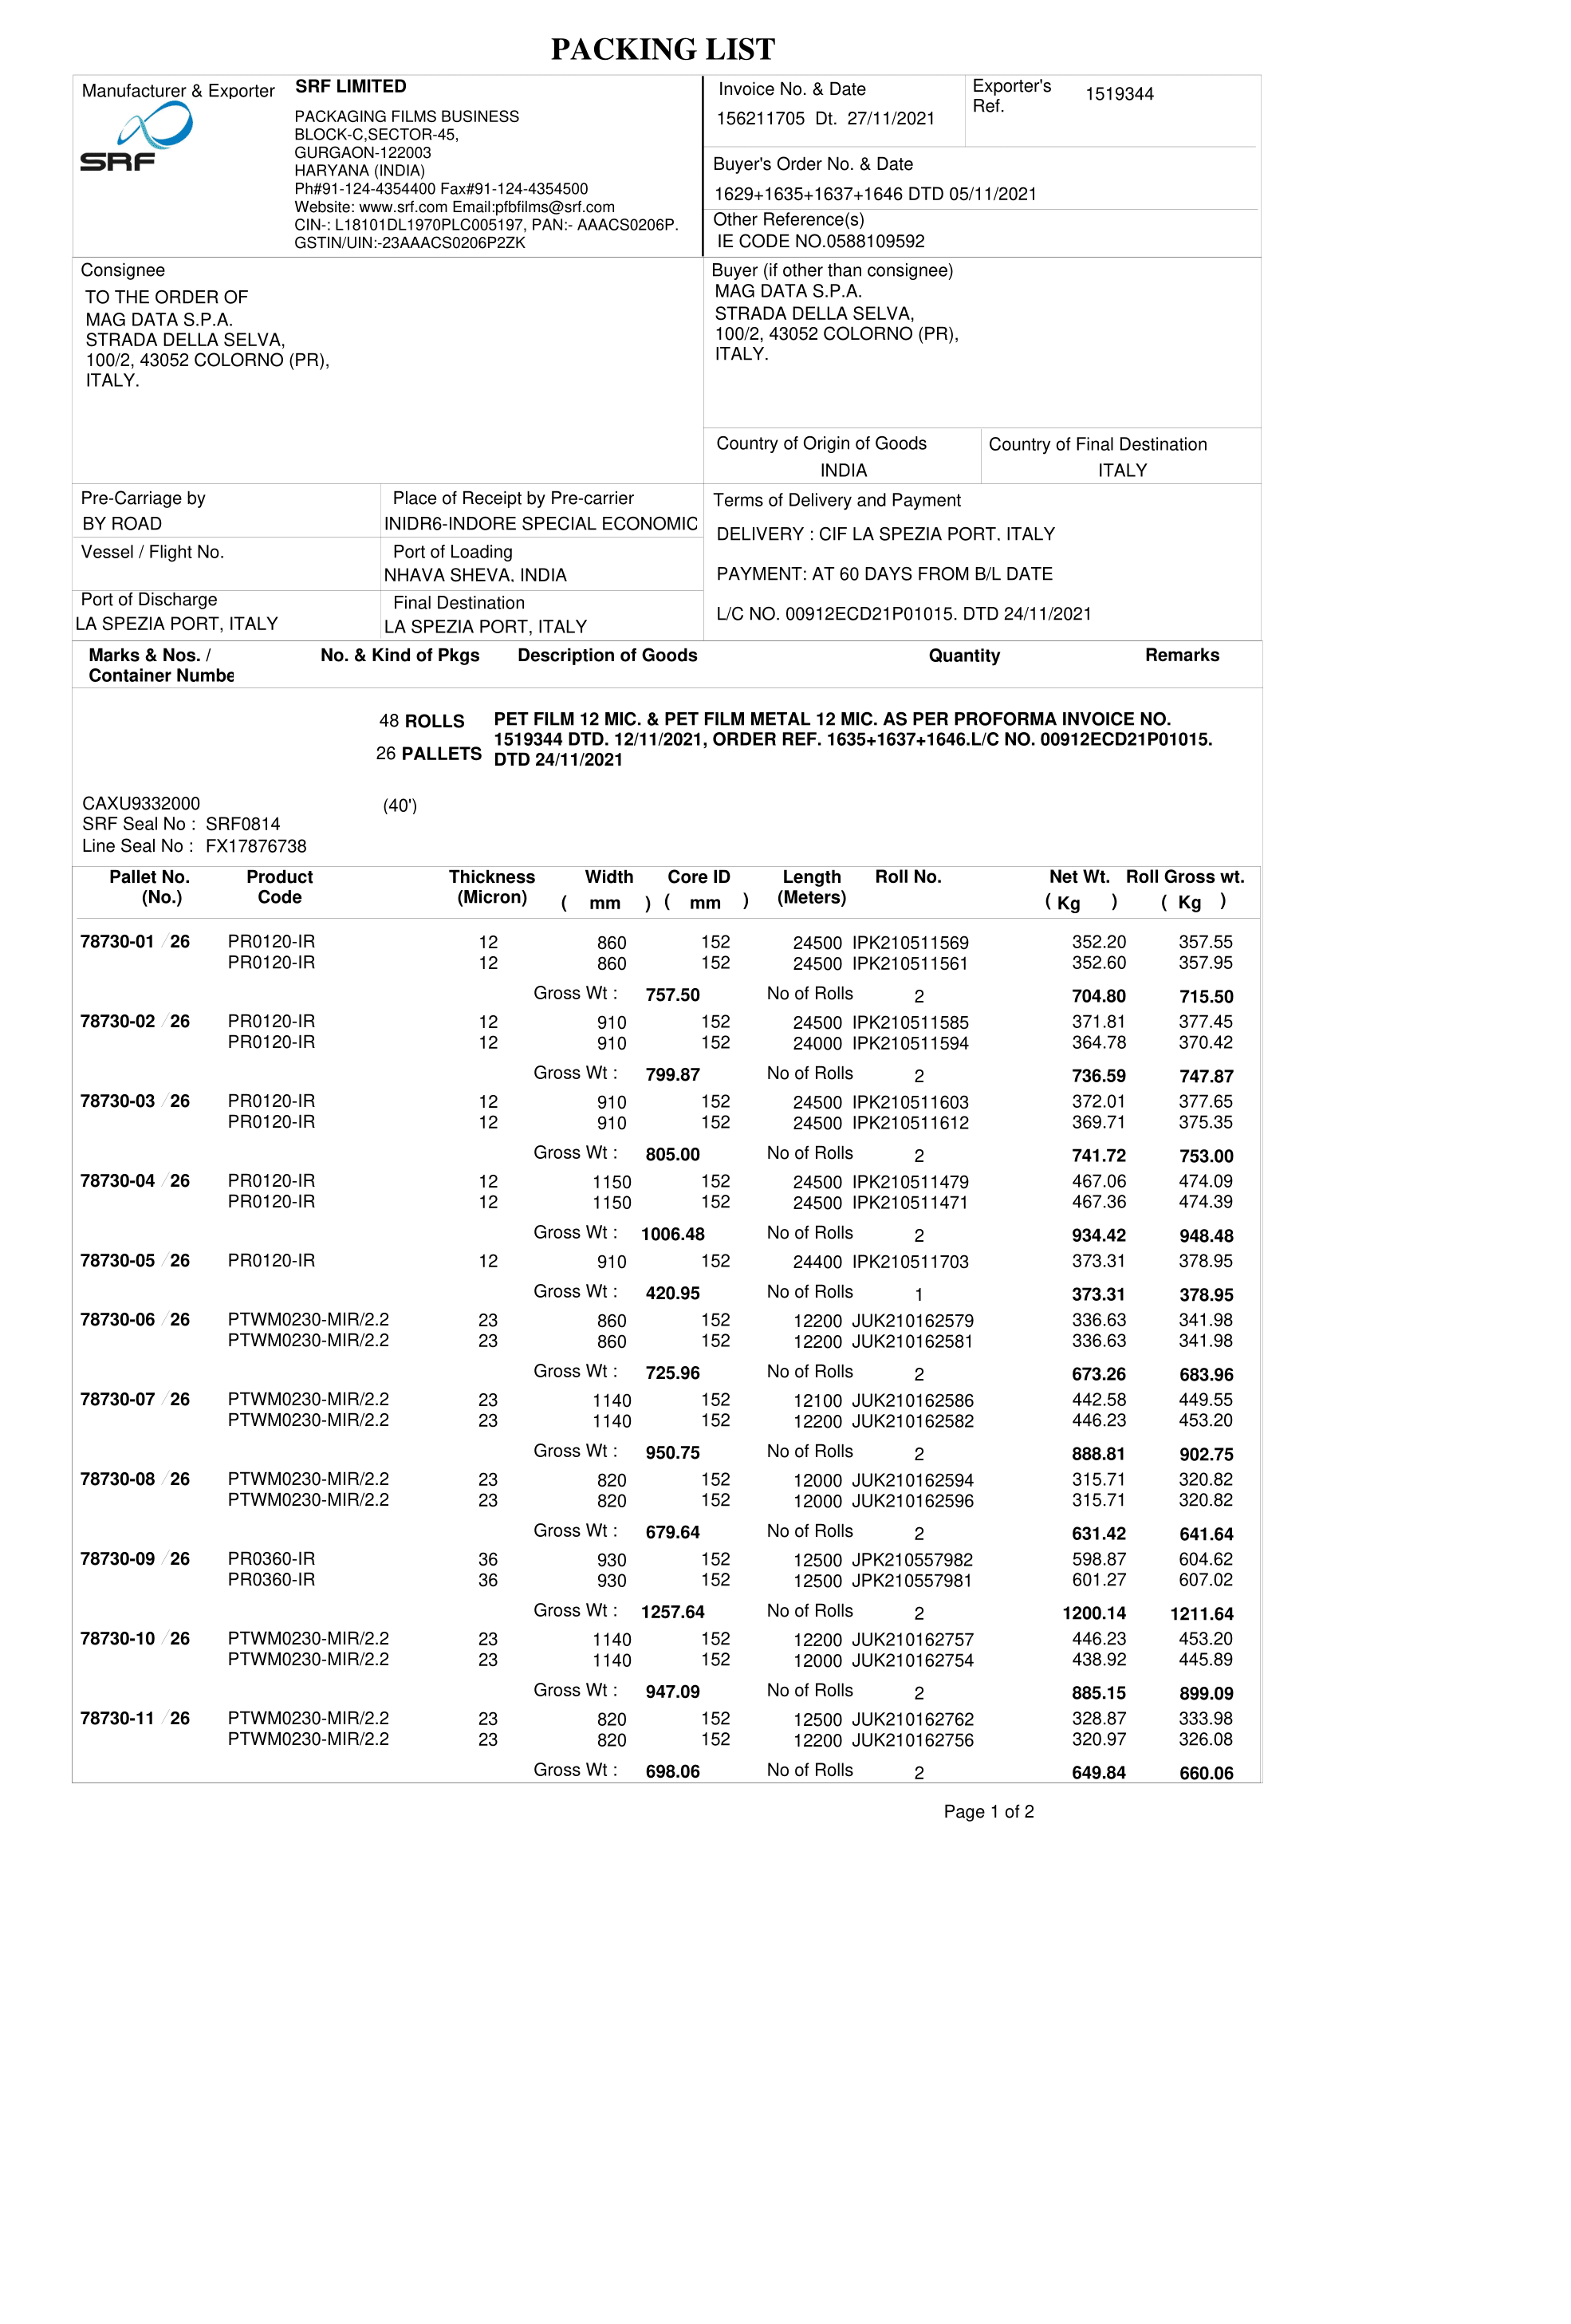 PACKING LIST
Manufacturer & Exporter
SRF
SRF LIMITED
PACKAGING FILMS BUSINESS
BLOCK-C,SECTOR-45,
GURGAON-122003
HARYANA (INDIA)
Ph#91-124-4354400 Fax#91-124-4354500
Website: www.srf.com Email:pfbfilms@srf.com
CIN-: L18101DL1970PLC005197, PAN:- AAACS0206P.
GSTIN/UIN:-23AAACS0206P2ZK
Invoice No. & Date
156211705 Dt. 27/11/2021
Exporter's
Ref.
1519344
Buyer's Order No. & Date
1629+1635+1637+1646 DTD 05/11/2021
Other Reference(s)
IE CODE NO.0588109592
Consignee
TO THE ORDER OF
MAG DATA S.P.A.
STRADA DELLA SELVA,
100/2, 43052 COLORNO (PR),
ITALY.
Buyer (if other than consignee)
MAG DATA S.P.A.
STRADA DELLA SELVA,
100/2, 43052 COLORNO (PR),
ITALY.
Country of Origin of Goods
INDIA
Country of Final Destination
ITALY
Pre-Carriage by
BY ROAD
Place of Receipt by Pre-carrier
INIDR6-INDORE SPECIAL ECONOMIC
Vessel / Flight No.
Port of Loading
NHAVA SHEVA, INDIA
Port of Discharge
LA SPEZIA PORT, ITALY
Final Destination
LA SPEZIA PORT, ITALY
Terms of Delivery and Payment
DELIVERY : CIF LA SPEZIA PORT. ITALY
PAYMENT: AT 60 DAYS FROM B/L DATE
L/C NO. 00912ECD21P01015. DTD 24/11/2021
Marks & Nos. / No. & Kind of Pkgs Description of Goods Quantity Remarks
Container Numbe
48 ROLLS
26 PALLETS
PET FILM 12 MIC. & PET FILM METAL 12 MIC. AS PER PROFORMA INVOICE NO.
1519344 DTD. 12/11/2021, ORDER REF. 1635+1637+1646.L/C NO. 00912ECD21P01015.
DTD 24/11/2021
CAXU9332000 (40')
SRF Seal No : SRF0814
Line Seal No : FX17876738
Pallet No. Product Thickness Width Core ID Length Roll No. Net Wt. Roll Gross wt.
(No.) Code (Micron) ( mm ) ( mm ) (Meters) ( Kg ) ( Kg )
78730-01 / 26 PR0120-IR 12 860 152 24500 IPK210511569 352.20 357.55
PR0120-IR 12 860 152 24500 IPK210511561 352.60 357.95
Gross Wt : 757.50 No of Rolls 2 704.80 715.50
78730-02 / 26 PR0120-IR 12 910 152 24500 IPK210511585 371.81 377.45
PR0120-IR 12 910 152 24000 IPK210511594 364.78 370.42
Gross Wt : 799.87 No of Rolls 2 736.59 747.87
78730-03 / 26 PR0120-IR 12 910 152 24500 IPK210511603 372.01 377.65
PR0120-IR 12 910 152 24500 IPK210511612 369.71 375.35
Gross Wt : 805.00 No of Rolls 2 741.72 753.00
78730-04 / 26 PR0120-IR 12 1150 152 24500 IPK210511479 467.06 474.09
PR0120-IR 12 1150 152 24500 IPK210511471 467.36 474.39
Gross Wt : 1006.48 No of Rolls 2 934.42 948.48
78730-05 / 26 PR0120-IR 12 910 152 24400 IPK210511703 373.31 378.95
Gross Wt : 420.95 No of Rolls 1 373.31 378.95
78730-06 / 26 PTWM0230-MIR/2.2 23 860 152 12200 JUK210162579 336.63 341.98
PTWM0230-MIR/2.2 23 860 152 12200 JUK210162581 336.63 341.98
Gross Wt : 725.96 No of Rolls 2 673.26 683.96
78730-07 / 26 PTWM0230-MIR/2.2 23 1140 152 12100 JUK210162586 442.58 449.55
PTWM0230-MIR/2.2 23 1140 152 12200 JUK210162582 446.23 453.20
Gross Wt : 950.75 No of Rolls 2 888.81 902.75
78730-08 / 26 PTWM0230-MIR/2.2 23 820 152 12000 JUK210162594 315.71 320.82
PTWM0230-MIR/2.2 23 820 152 12000 JUK210162596 315.71 320.82
Gross Wt : 679.64 No of Rolls 2 631.42 641.64
78730-09 / 26 PR0360-IR 36 930 152 12500 JPK210557982 598.87 604.62
PR0360-IR 36 930 152 12500 JPK210557981 601.27 607.02
Gross Wt : 1257.64 No of Rolls 2 1200.14 1211.64
78730-10 / 26 PTWM0230-MIR/2.2 23 1140 152 12200 JUK210162757 446.23 453.20
PTWM0230-MIR/2.2 23 1140 152 12000 JUK210162754 438.92 445.89
Gross Wt : 947.09 No of Rolls 2 885.15 899.09
78730-11 / 26 PTWM0230-MIR/2.2 23 820 152 12500 JUK210162762 328.87 333.98
PTWM0230-MIR/2.2 23 820 152 12200 JUK210162756 320.97 326.08
Gross Wt : 698.06 No of Rolls 2 649.84 660.06
Page 1 of 2